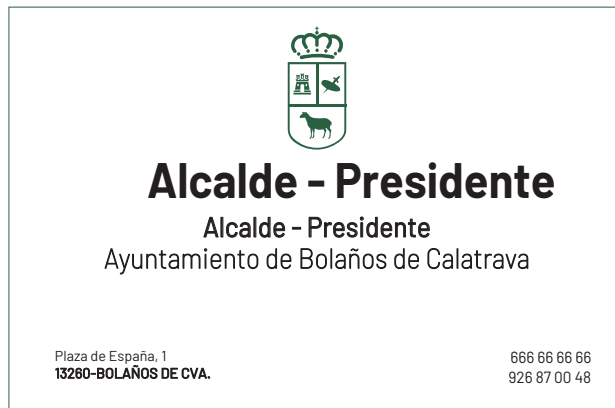 Alcalde - Presidente
Alcalde - Presidente
Ayuntamiento de Bolaños de Calatrava
Plaza de España, 1
13260-BOLAÑOS DE CVA.
666 66 66 66
926 87 00 48